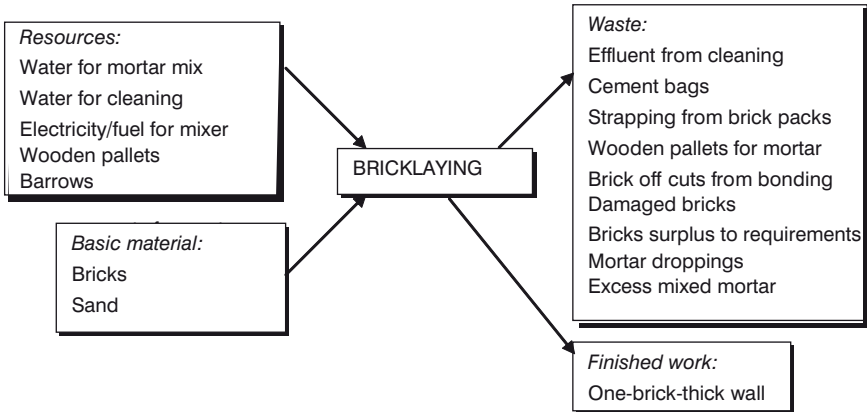 Resources:
Water for mortar mix
Water for cleaning
Electricity/fuel for mixer
Wooden pallets
Barrows
Basic material:
Bricks
Sand
BRICKLAYING
Waste:
Effluent from cleaning
Cement bags
Strapping from brick packs
Wooden pallets for mortar
Brick off cuts from bonding
Damaged bricks
Bricks surplus to requirements
Mortar droppings
Excess mixed mortar
Finished work:
One-brick-thick wall